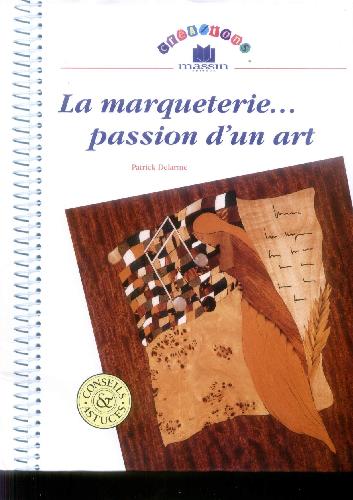 créations
massin
La marqueterie...
passion d'un art
Patrick Delarme
CONSEILS
&
ASTUCES